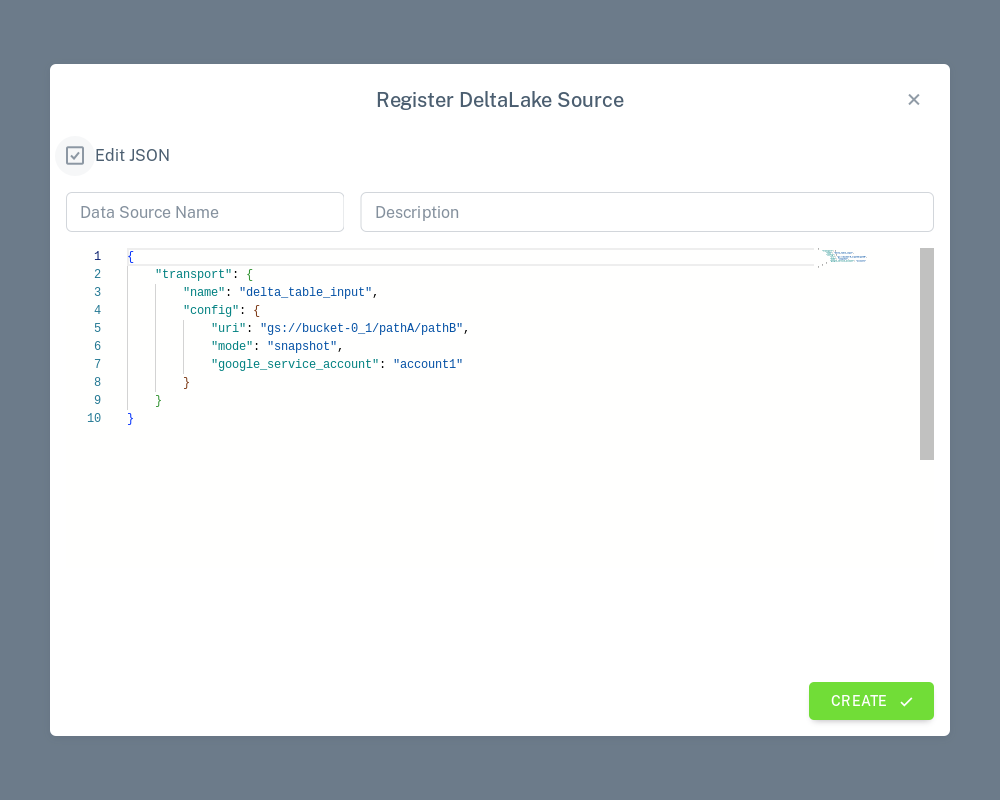 Register DeltaLake Source
Edit JSON
Data Source Name
Description
1 {
2 "transport": {
3 "name": "delta_table_input",
4 "config": {
5 "uri": "gs://bucket-0_1/pathA/pathB",
6 "mode": "snapshot",
7 "google_service_account": "account1"
8 }
9 }
10 }
CREATE